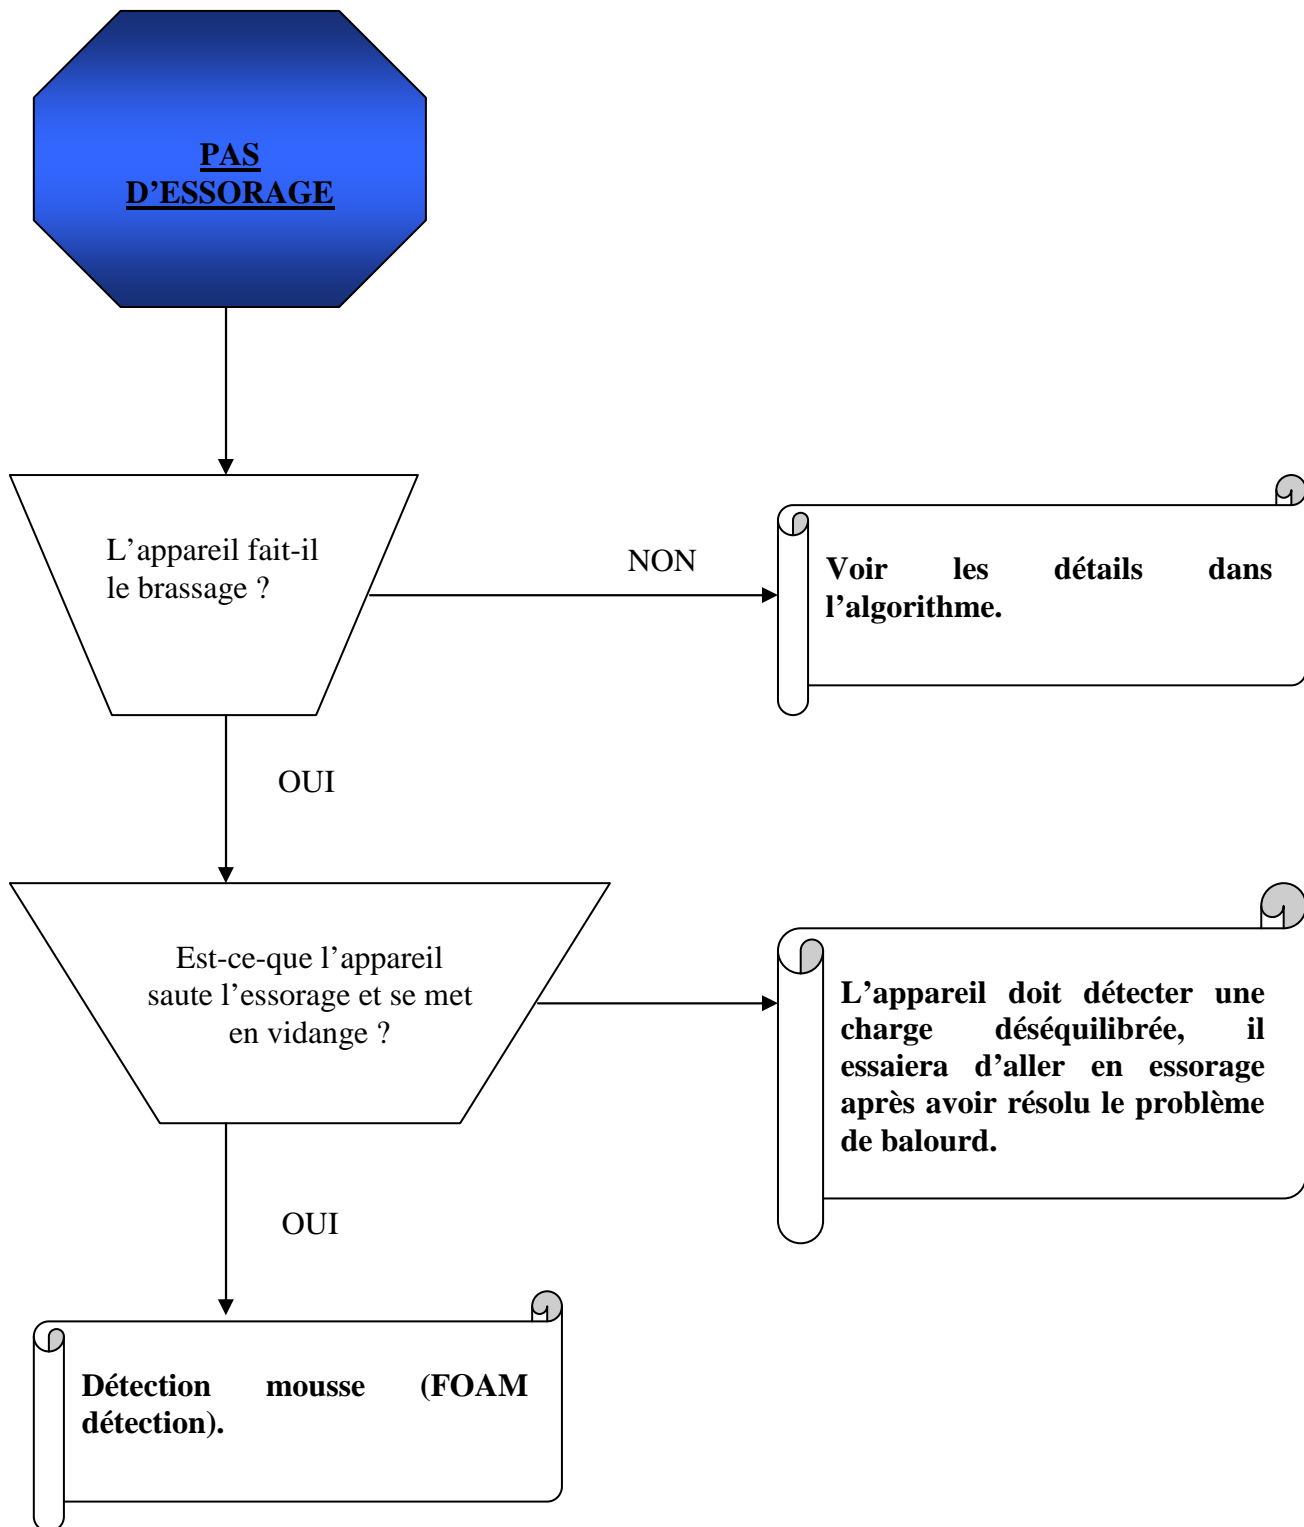 PAS
D’ESSORAGE
L’appareil fait-il
le brassage ?
NON
Voir les détails dans
l’algorithme.
OUI
Est-ce-que l’appareil
saute l’essorage et se met
en vidange ?
L’appareil doit détecter une
charge déséquilibrée, il
essaiera d’aller en essorage
après avoir résolu le problème
de balourd.
OUI
Détection mousse (FOAM
détection).